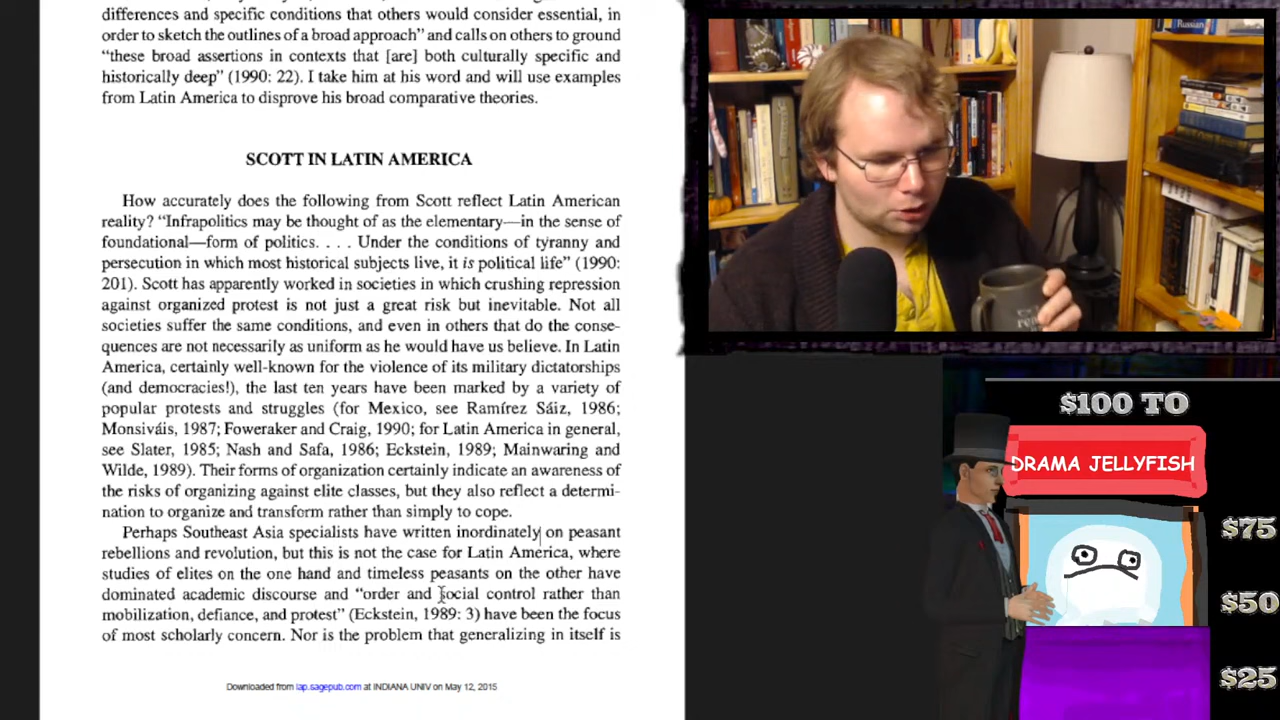 differences and specific conditions that others would consider essential, in
order to sketch the outlines of a broad approach” and calls on others to ground
“these broad assertions in contexts that [are] both culturally specific and
historically deep” (1990: 22). I take him at his word and will use examples
from Latin America to disprove his broad comparative theories.
SCOTT IN LATIN AMERICA
How accurately does the following from Scott reflect Latin American
reality? “Infrapolitics may be thought of as the elementary—in the sense of
foundational—form of politics. . . . Under the conditions of tyranny and
persecution in which most historical subjects live, it is political life” (1990:
201). Scott has apparently worked in societies in which crushing repression
against organized protest is not just a great risk but inevitable. Not all
societies suffer the same conditions, and even in others that do the conse-
quences are not necessarily as uniform as he would have us believe. In Latin
America, certainly well-known for the violence of its military dictatorships
(and democracies!), the last ten years have been marked by a variety of
popular protests and struggles (for Mexico, see Ramírez Sáiz, 1986;
Monsiváis, 1987; Foweraker and Craig, 1990; for Latin America in general,
see Slater, 1985; Nash and Safa, 1986; Eckstein, 1989; Mainwaring and
Wilde, 1989). Their forms of organization certainly indicate an awareness of
the risks of organizing against elite classes, but they also reflect a determi-
nation to organize and transform rather than simply to cope.
Perhaps Southeast Asia specialists have written inordinately on peasant
rebellions and revolution, but this is not the case for Latin America, where
studies of elites on the one hand and timeless peasants on the other have
dominated academic discourse and “order and social control rather than
mobilization, defiance, and protest” (Eckstein, 1989: 3) have been the focus
of most scholarly concern. Nor is the problem that generalizing in itself is
Downloaded from lap.sagepub.com at INDIANA UNIV on May 12, 2015
Russian
$100 TO
DRAMA JELLYFISH
$75
$50
$25